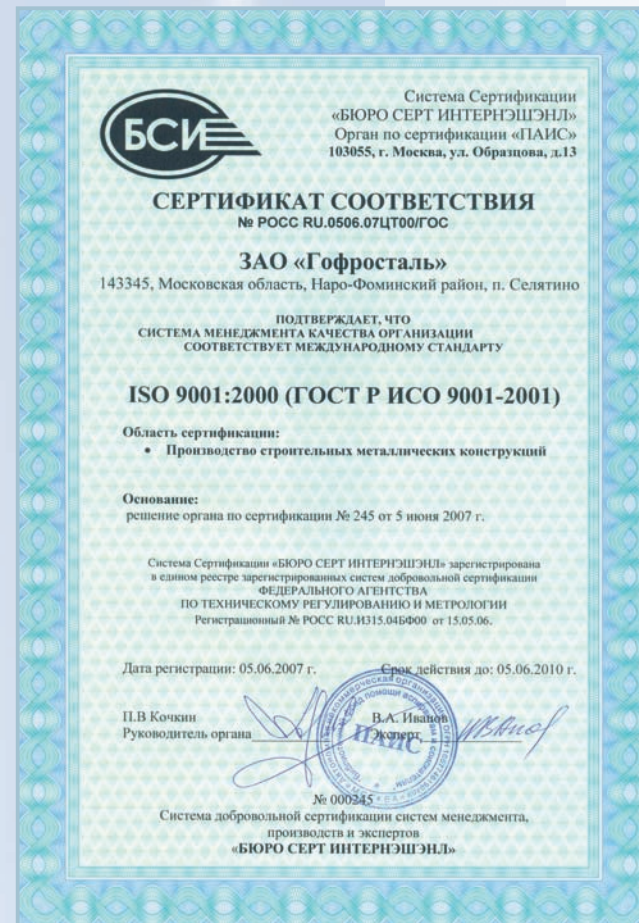 БСИ
Система Сертификации
«БЮРО СЕРТ ИНТЕРНЭШЭНЛ»
Орган по сертификации «ПАИС»
103055, г. Москва, ул. Образцова, д.13
СЕРТИФИКАТ СООТВЕТСТВИЯ
№ РОСС RU.0506.07ЦТ00/ГОС
ЗАО «Гофросталь»
143345, Московская область, Наро-Фоминский район, п. Селятино
ПОДТВЕРЖДАЕТ, ЧТО
СИСТЕМА МЕНЕДЖМЕНТА КАЧЕСТВА ОРГАНИЗАЦИИ
СООТВЕТСТВУЕТ МЕЖДУНАРОДНОМУ СТАНДАРТУ
ISO 9001:2000 (ГОСТ Р ИСО 9001-2001)
Область сертификации:
• Производство строительных металлических конструкций
Основание:
решение органа по сертификации № 245 от 5 июня 2007 г.
Система Сертификации «БЮРО СЕРТ ИНТЕРНЭШЭНЛ» зарегистрирована
в едином реестре зарегистрированных систем добровольной сертификации
ФЕДЕРАЛЬНОГО АГЕНТСТВА
ПО ТЕХНИЧЕСКОМУ РЕГУЛИРОВАНИЮ И МЕТРОЛОГИИ
Регистрационный № РОСС RU.И315.04БФ00 от 15.05.06.
Дата регистрации: 05.06.2007 г. Срок действия до: 05.06.2010 г.
П.В Кочкин В.А. Иванов
Руководитель органа Эксперт
ПАИС
№ 000245
Система добровольной сертификации систем менеджмента,
производств и экспертов
«БЮРО СЕРТ ИНТЕРНЭШЭНЛ»